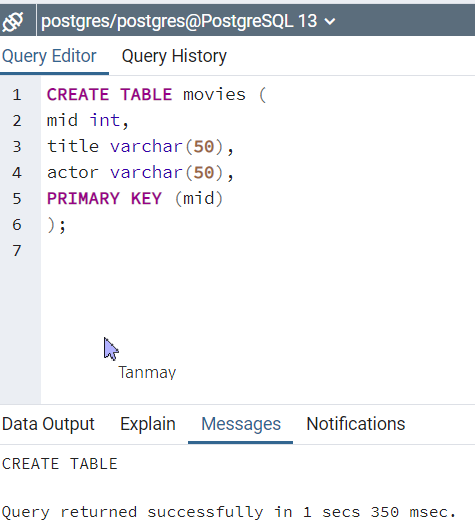 postgres/postgres@PostgreSQL 13
Query Editor Query History
1 CREATE TABLE movies (
2 mid int,
3 title varchar(50),
4 actor varchar(50),
5 PRIMARY KEY (mid)
6 );
7
Tanmay
Data Output Explain Messages Notifications
CREATE TABLE
Query returned successfully in 1 secs 350 msec.